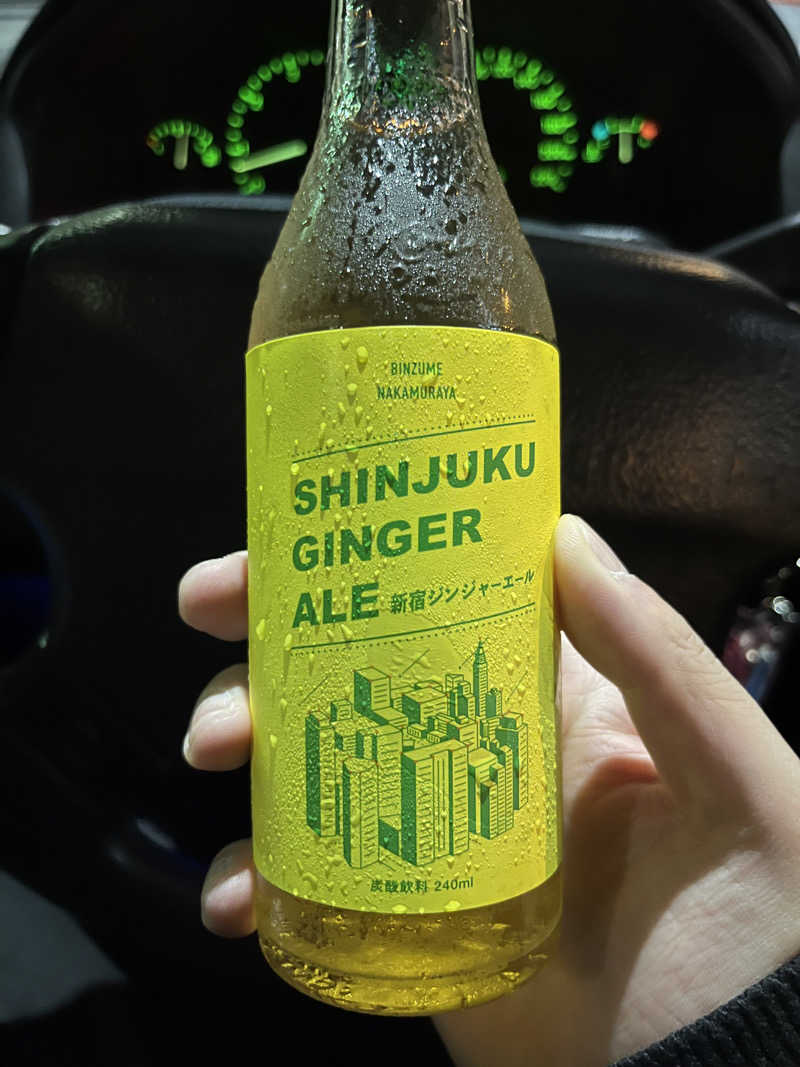 BINZUME
NAKAMURAYA
SHINJUKU
GINGER
ALE 新宿ジンジャーエール
炭酸飲料 240ml